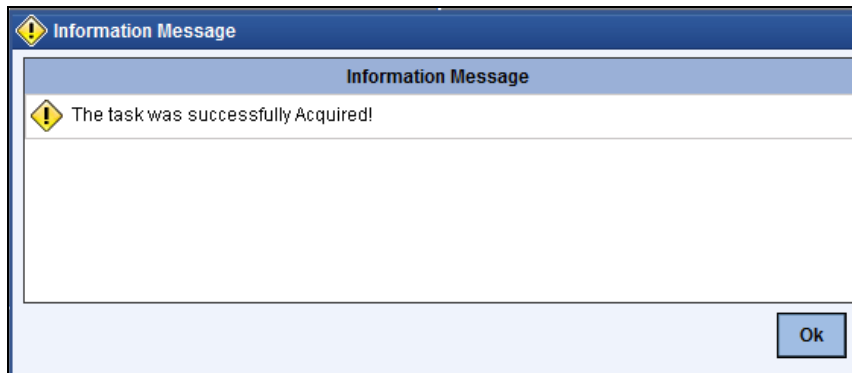 Information Message
Information Message
The task was successfully Acquired!
Ok